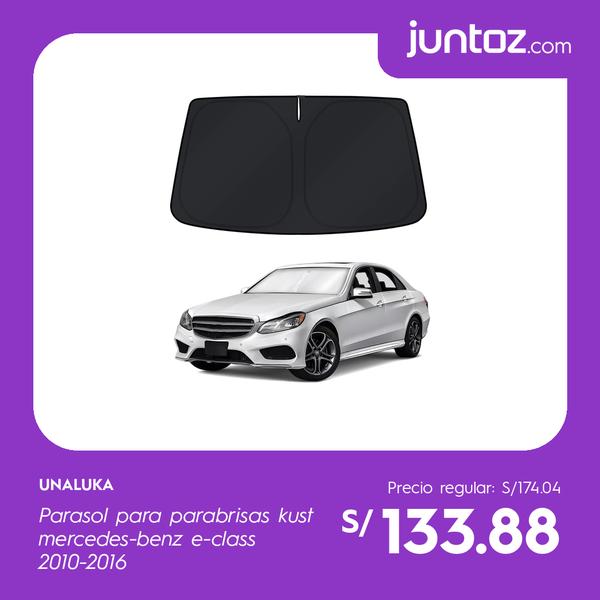 juntoz.com
UNALUKA
Parasol para parabrisas kust
mercedes-benz e-class
2010-2016
Precio regular: S/174.04
S/133.88